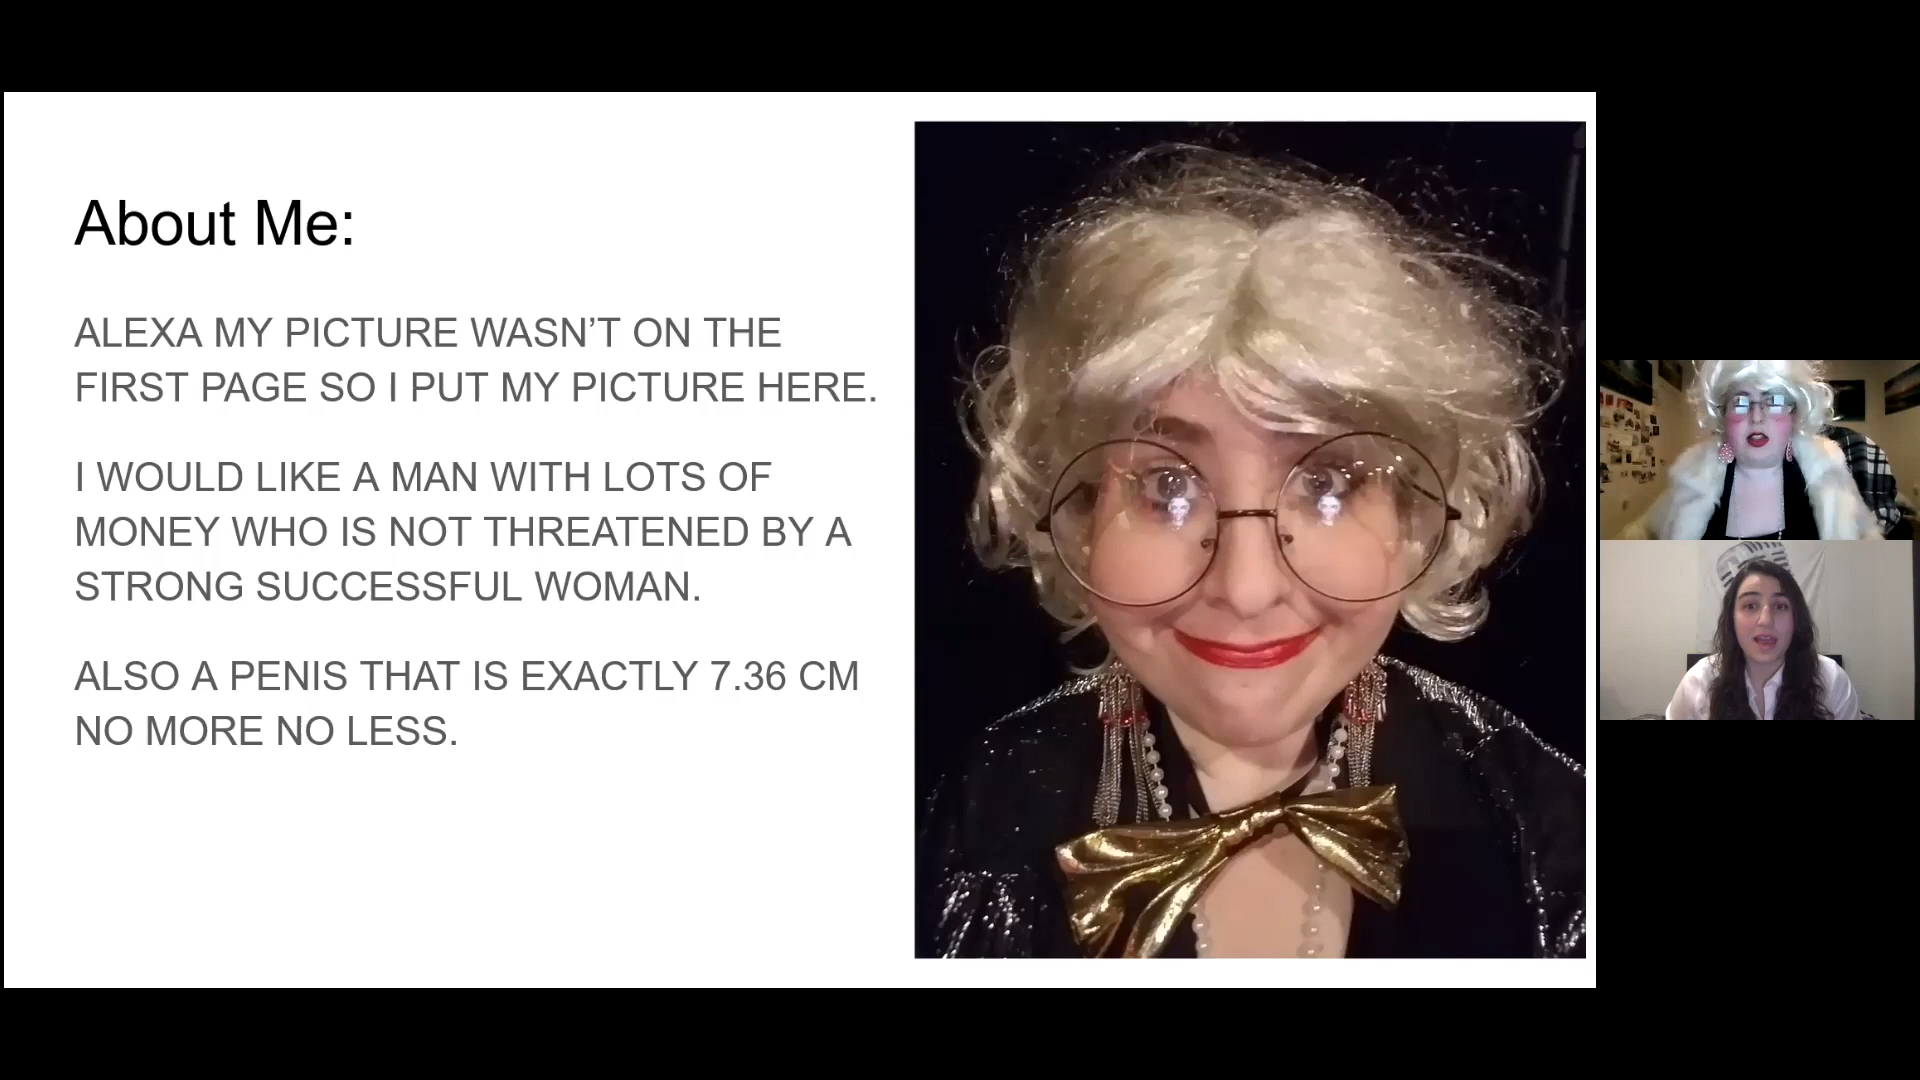 About Me:
ALEXA MY PICTURE WASN’T ON THE
FIRST PAGE SO I PUT MY PICTURE HERE.
I WOULD LIKE A MAN WITH LOTS OF
MONEY WHO IS NOT THREATENED BY A
STRONG SUCCESSFUL WOMAN.
ALSO A PENIS THAT IS EXACTLY 7.36 CM
NO MORE NO LESS.